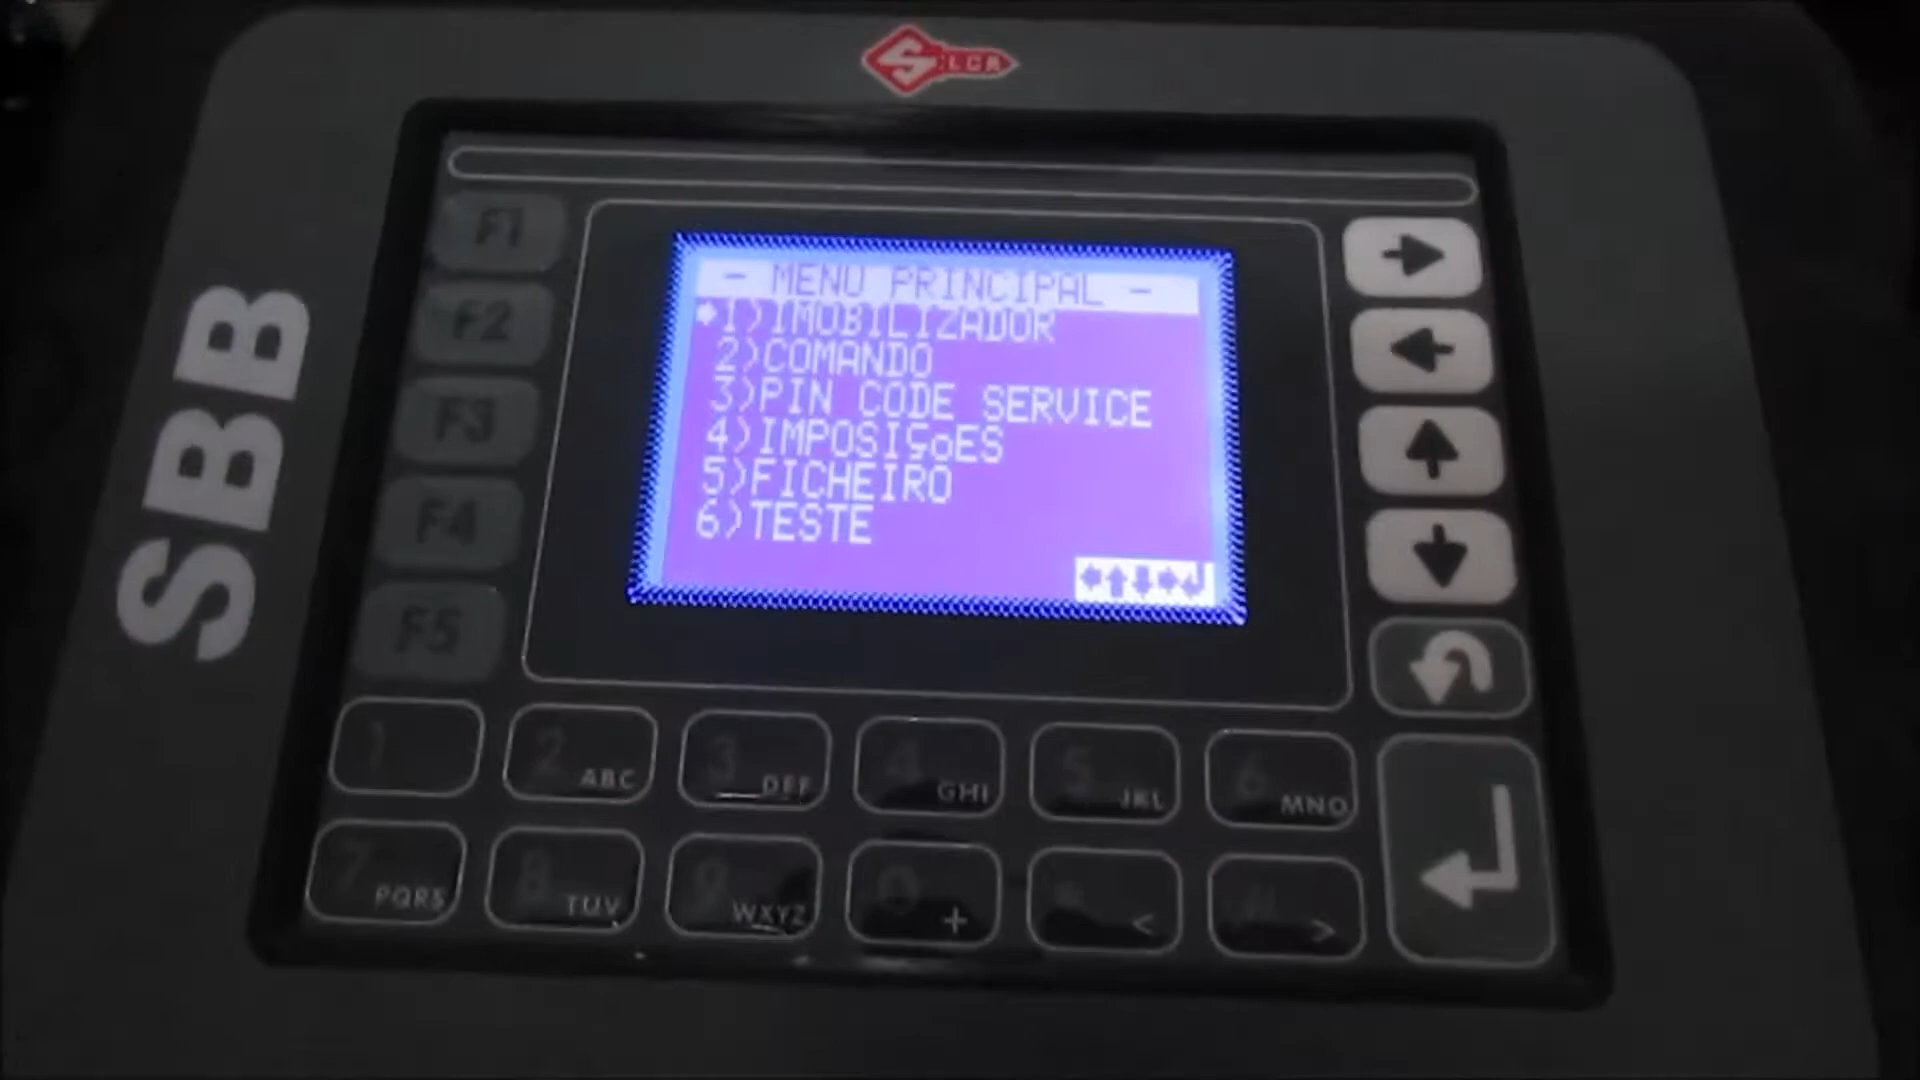 SILCA
SBB
F1
F2
F3
F4
F5
- MENU PRINCIPAL -
1)IMOBILIZADOR
2)COMANDO
3)PIN CODE SERVICE
4)IMPOSIÇoES
5)FICHEIRO
6)TESTE
1
2 ABC
3 DEF
4 GHI
5 JKL
6 MNO
7 PQRS
8 TUV
9 WXYZ
0 +
<
>